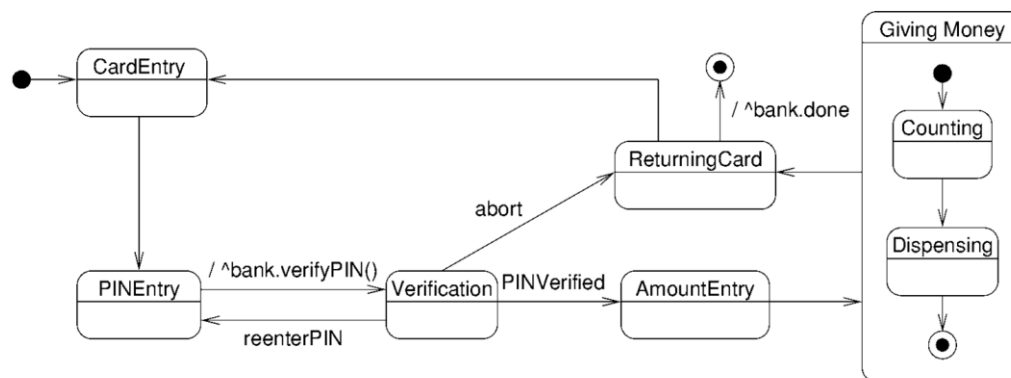 Giving Money
CardEntry
/ ^bank.done
Counting
ReturningCard
abort
Dispensing
/ ^bank.verifyPIN()
PINEntry
Verification
PINVerified
AmountEntry
reenterPIN